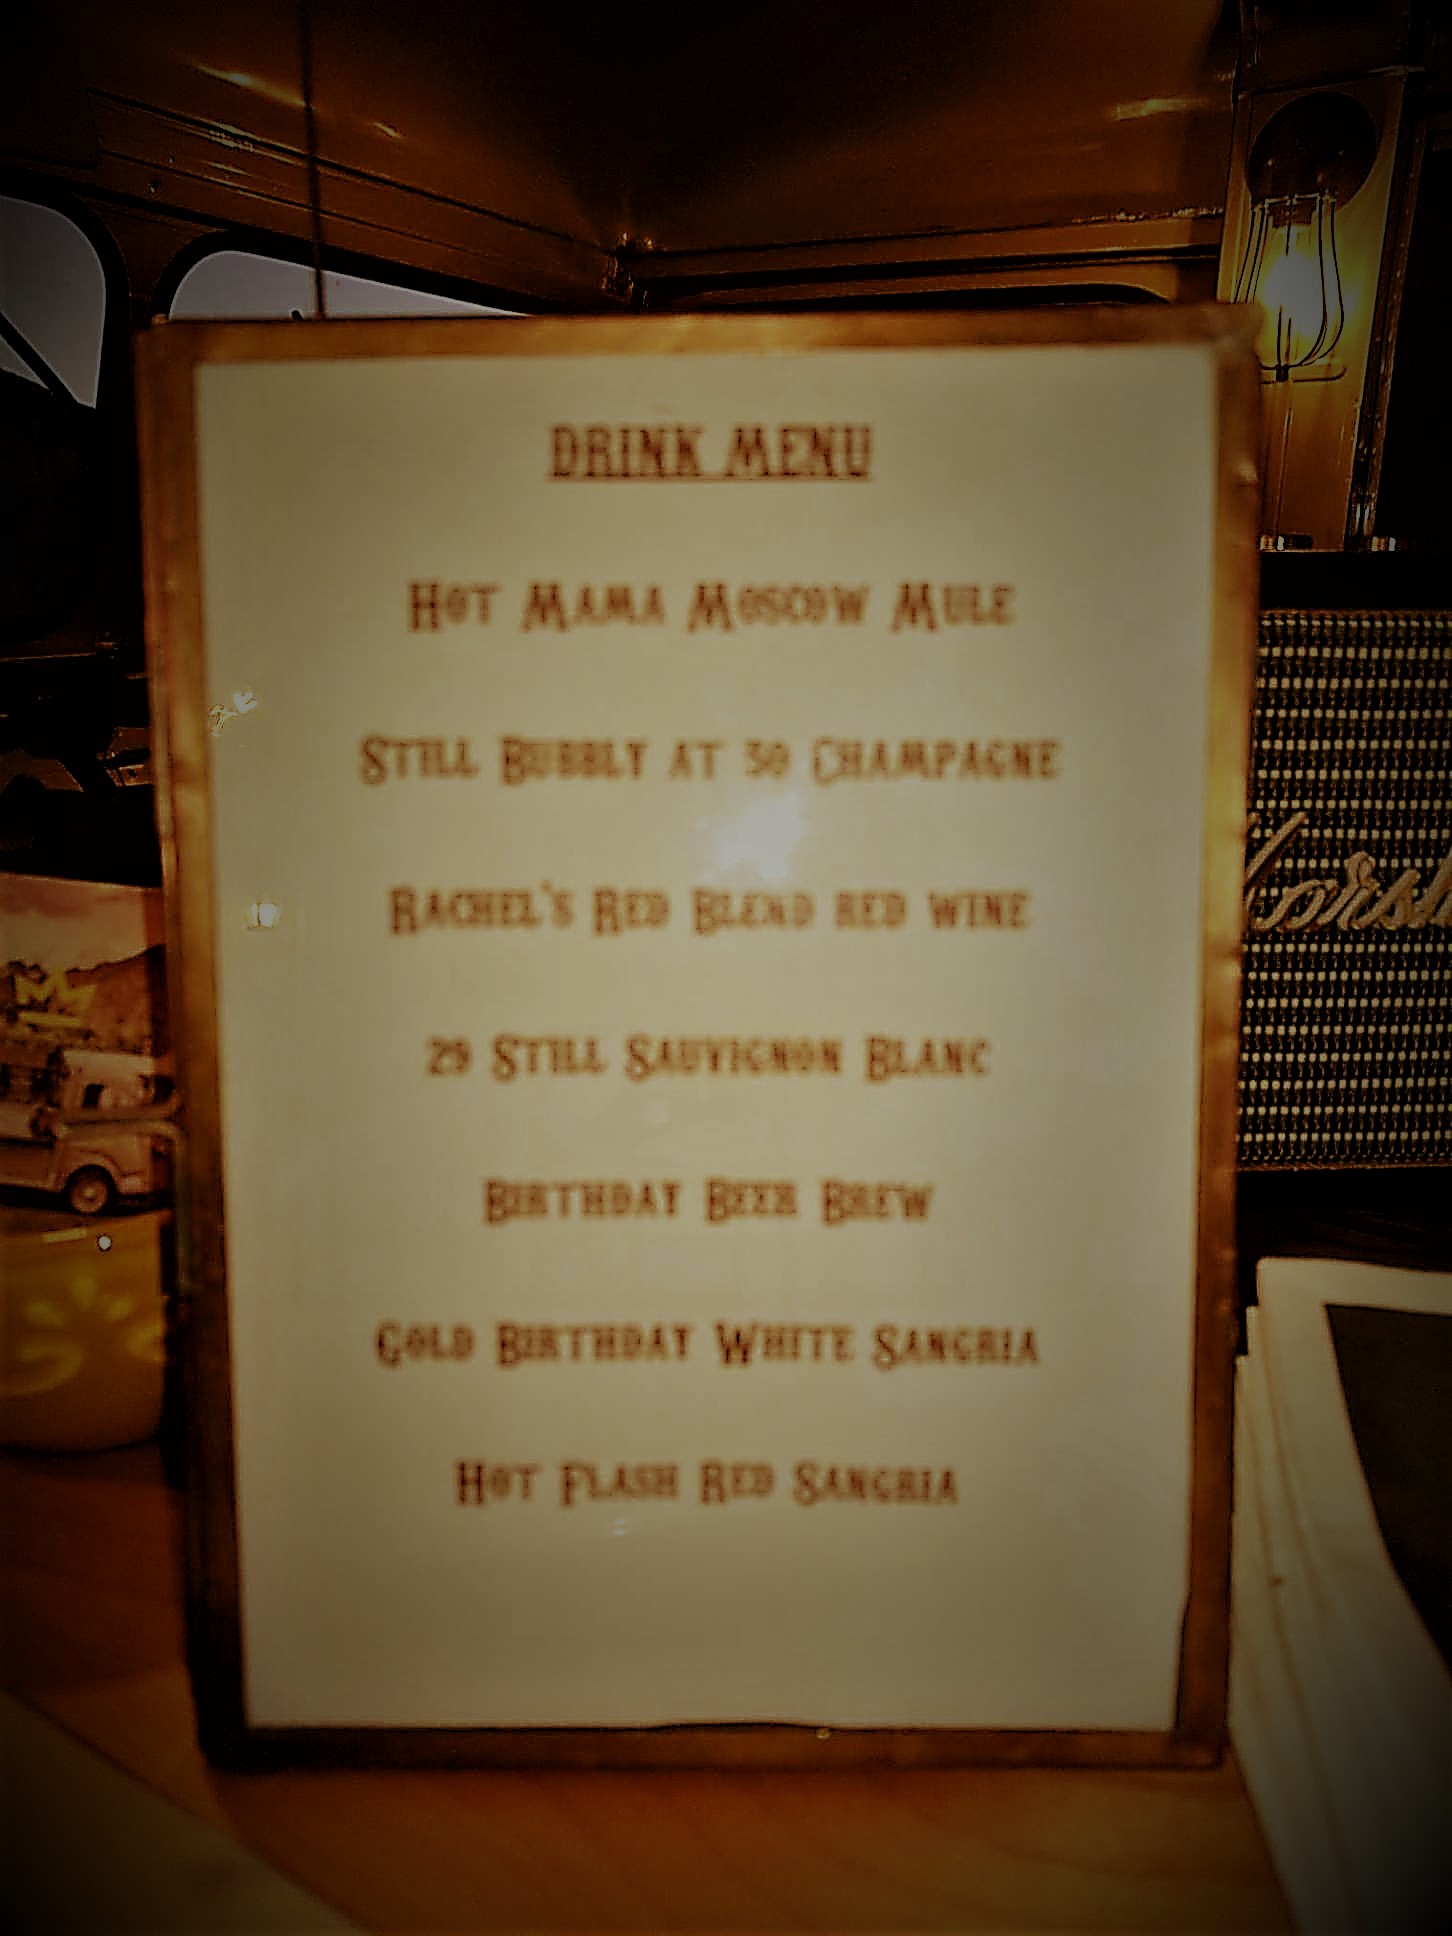 DRINK MENU
HOT MAMA MOSCOW MULE
STILL BUBBLY AT 50 CHAMPAGNE
RACHEL'S RED BLEND RED WINE
29 STILL SAUVIGNON BLANC
BIRTHDAY BEER BREW
GOLD BIRTHDAY WHITE SANGRIA
HOT FLASH RED SANGRIA